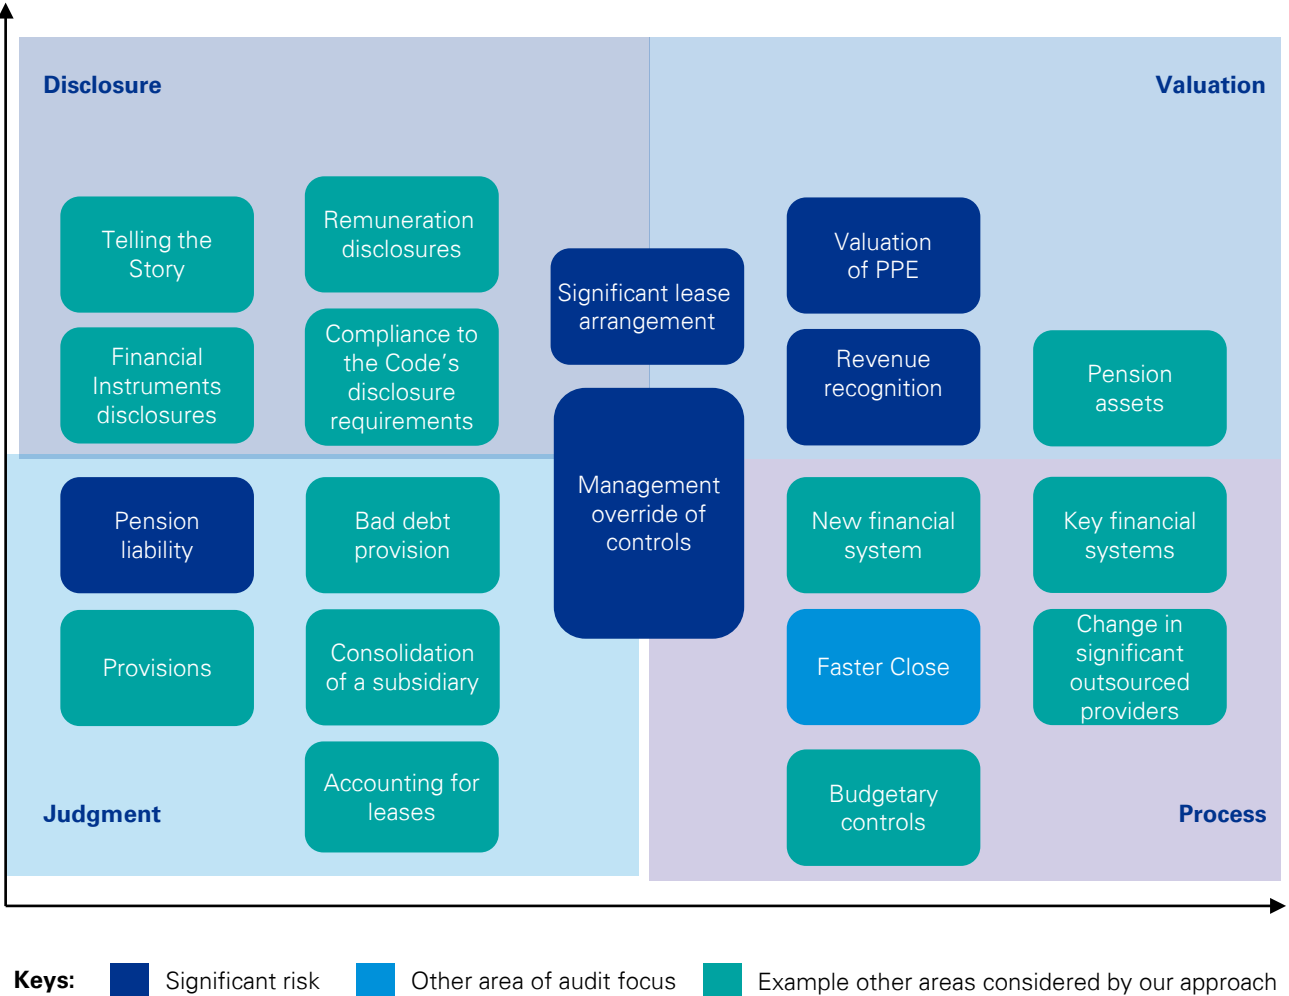 Disclosure
Valuation
Telling the
Story
Remuneration
disclosures
Financial
Instruments
disclosures
Compliance to
the Code's
disclosure
requirements
Significant lease
arrangement
Valuation
of PPE
Revenue
recognition
Pension
assets
Management
override of
controls
Pension
liability
Bad debt
provision
Provisions
Consolidation
of a subsidiary
Accounting for
leases
Judgment
New financial
system
Key financial
systems
Faster Close
Change in
significant
outsourced
providers
Budgetary
controls
Process
Keys:
Significant risk
Other area of audit focus
Example other areas considered by our approach